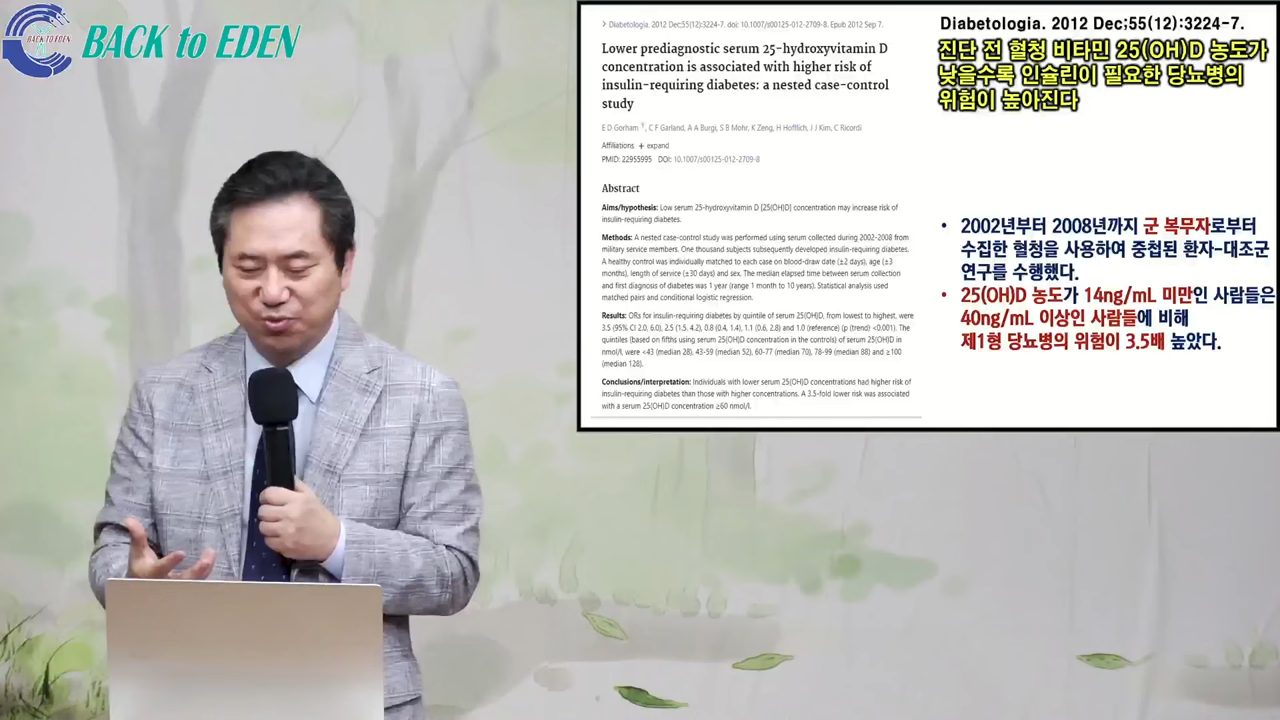 BACK TO EDEN
BACK to EDEN
> Diabetologia. 2012 Dec;55(12):3224-7. doi: 10.1007/s00125-012-2709-8. Epub 2012 Sep 7.
Lower prediagnostic serum 25-hydroxyvitamin D
concentration is associated with higher risk of
insulin-requiring diabetes: a nested case-control
study
E D Gorham, C F Garland, A A Burgi, S B Mohr, K Zeng, H Hofflich, J J Kim, C Ricordi
Affiliations + expand
PMID: 22955995 DOI: 10.1007/s00125-012-2709-8
Abstract
Aims/hypothesis: Low serum 25-hydroxyvitamin D [25(OH)D] concentration may increase risk of
insulin-requiring diabetes.
Methods: A nested case-control study was performed using serum collected during 2002-2008 from
military service members. One thousand subjects subsequently developed insulin-requiring diabetes.
A healthy control was individually matched to each case on blood-draw date (±2 days), age (±3
months), length of service (±30 days) and sex. The median elapsed time between serum collection
and first diagnosis of diabetes was 1 year (range 1 month to 10 years). Statistical analysis used
matched pairs and conditional logistic regression.
Results: ORs for insulin-requiring diabetes by quintile of serum 25(OH)D, from lowest to highest, were
3.5 (95% CI 2.0, 6.0), 2.5 (1.5, 4.2), 0.8 (0.4, 1.4), 1.1 (0.6, 2.8) and 1.0 (reference) (p (trend) <0.001). The
quintiles (based on fifths using serum 25(OH)D concentration in the controls) of serum 25(OH)D in
nmol/l, were <43 (median 28), 43-59 (median 52), 60-77 (median 70), 78-99 (median 88) and ≥100
(median 128).
Conclusions/interpretation: Individuals with lower serum 25(OH)D concentrations had higher risk of
insulin-requiring diabetes than those with higher concentrations. A 3.5-fold lower risk was associated
with a serum 25(OH)D concentration ≥60 nmol/l.
Diabetologia. 2012 Dec;55(12):3224-7.
진단 전 혈청 비타민 25(OH)D 농도가
낮을수록 인슐린이 필요한 당뇨병의
위험이 높아진다
• 2002년부터 2008년까지 군 복무자로부터
수집한 혈청을 사용하여 중첩된 환자-대조군
연구를 수행했다.
• 25(OH)D 농도가 14ng/mL 미만인 사람들은
40ng/mL 이상인 사람들에 비해
제1형 당뇨병의 위험이 3.5배 높았다.